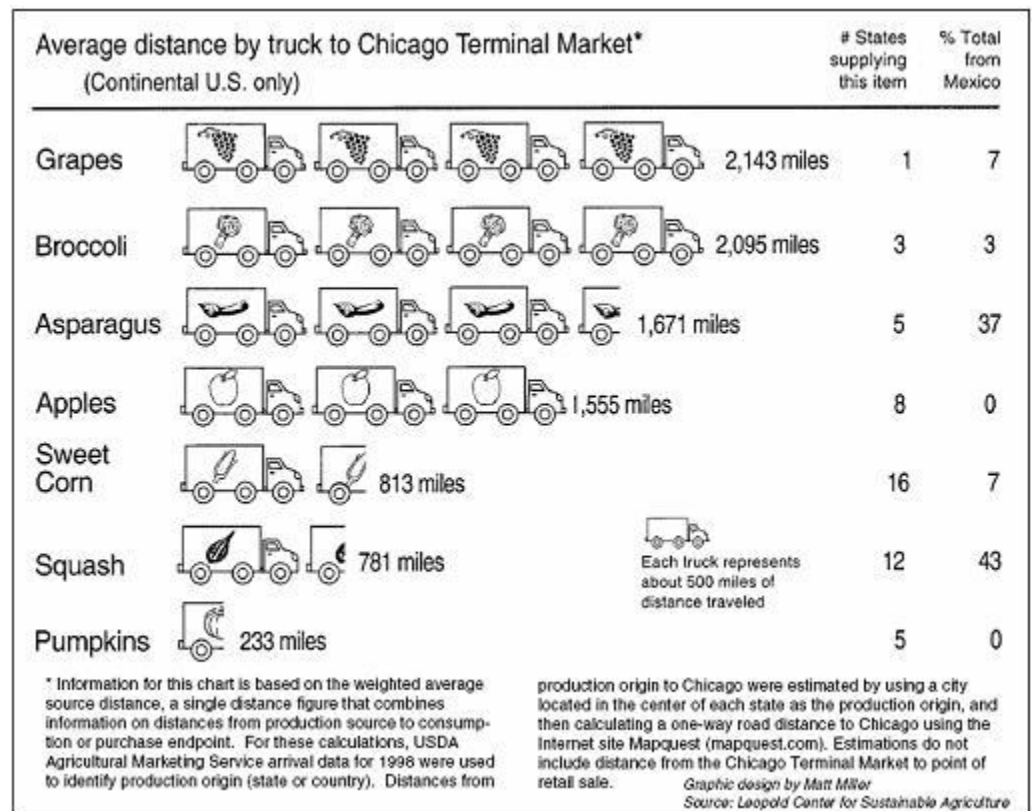 Average distance by truck to Chicago Terminal Market*
(Continental U.S. only)
# States
supplying
this item
% Total
from
Mexico
Grapes 2,143 miles 1 7
Broccoli 2,095 miles 3 3
Asparagus 1,671 miles 5 37
Apples 1,555 miles 8 0
Sweet
Corn 813 miles 16 7
Squash 781 miles 12 43
Each truck represents
about 500 miles of
distance traveled
Pumpkins 233 miles 5 0
* Information for this chart is based on the weighted average
source distance, a single distance figure that combines
information on distances from production source to consump-
tion or purchase endpoint. For these calculations, USDA
Agricultural Marketing Service arrival data for 1998 were used
to identify production origin (state or country). Distances from
production origin to Chicago were estimated by using a city
located in the center of each state as the production origin, and
then calculating a one-way road distance to Chicago using the
Internet site Mapquest (mapquest.com). Estimations do not
include distance from the Chicago Terminal Market to point of
retail sale.
Graphic design by Matt Miller
Source: Leopold Center for Sustainable Agriculture